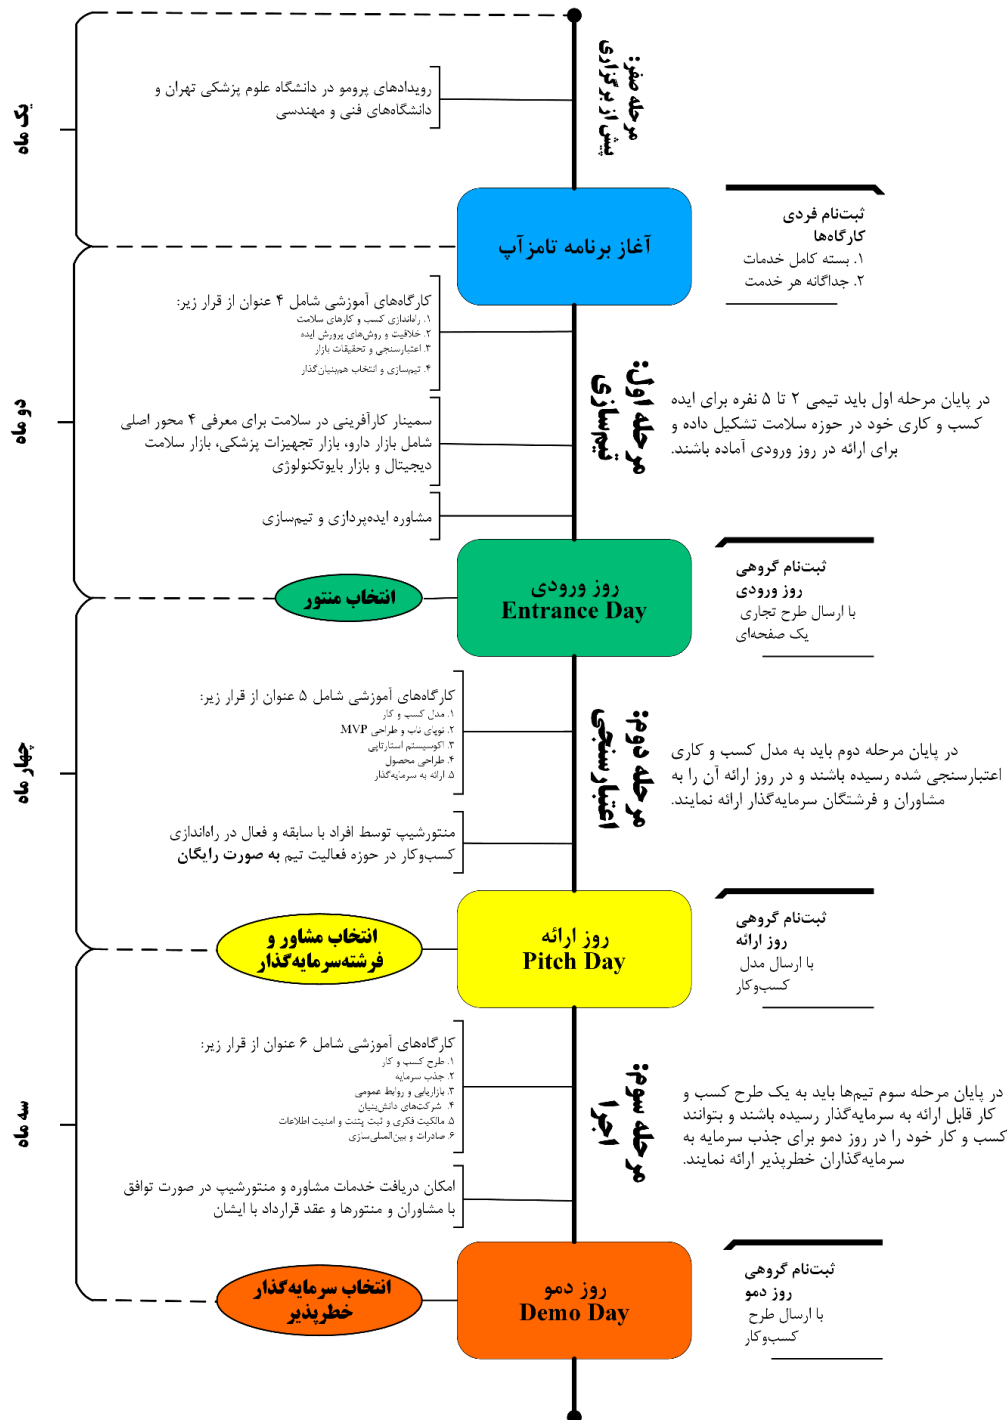 مرحله صفر:
پیش از برگزاری
رویدادهای پرومو در دانشگاه علوم پزشکی تهران و
دانشگاه‌های فنی و مهندسی
یک ماه
آغاز برنامه تامزآپ
ثبت‌نام فردی
کارگاه‌ها
۱. بسته کامل خدمات
۲. جداگانه هر خدمت
کارگاه‌های آموزشی شامل ۴ عنوان از قرار زیر:
۱. راه‌اندازی کسب و کارهای سلامت
۲. خلاقیت و روش‌های پرورش ایده
۳. اعتبارسنجی و تحقیقات بازار
۴. تیم‌سازی و انتخاب هم‌بنیان‌گذار
مرحله اول:
تیم‌سازی
در پایان مرحله اول باید تیمی ۲ تا ۵ نفره برای ایده
کسب و کاری خود در حوزه سلامت تشکیل داده و
برای ارائه در روز ورودی آماده باشند.
سمینار کارآفرینی در سلامت برای معرفی ۴ محور اصلی
شامل بازار دارو، بازار تجهیزات پزشکی، بازار سلامت
دیجیتال و بازار بایوتکنولوژی
دو ماه
مشاوره ایده‌پردازی و تیم‌سازی
روز ورودی
Entrance Day
انتخاب منتور
ثبت‌نام گروهی
روز ورودی
با ارسال طرح تجاری
یک صفحه‌ای
کارگاه‌های آموزشی شامل ۵ عنوان از قرار زیر:
۱. مدل کسب و کار
۲. نوپای ناب و طراحی MVP
۳. اکوسیستم استارتاپی
۴. طراحی محصول
۵. ارائه به سرمایه‌گذار
مرحله دوم:
اعتبارسنجی
در پایان مرحله دوم باید به مدل کسب و کاری
اعتبارسنجی شده رسیده باشند و در روز ارائه آن را به
مشاوران و فرشتگان سرمایه‌گذار ارائه نمایند.
چهار ماه
منتورشیپ توسط افراد با سابقه و فعال در راه‌اندازی
کسب‌وکار در حوزه فعالیت تیم به صورت رایگان
روز ارائه
Pitch Day
انتخاب مشاور و
فرشته‌سرمایه‌گذار
ثبت‌نام گروهی
روز ارائه
با ارسال مدل
کسب‌وکار
کارگاه‌های آموزشی شامل ۶ عنوان از قرار زیر:
۱. طرح کسب و کار
۲. جذب سرمایه
۳. بازاریابی و روابط عمومی
۴. شرکت‌های دانش‌بنیان
۵. مالکیت فکری و ثبت پتنت و امنیت اطلاعات
۶. صادرات و بین‌المللی‌سازی
مرحله سوم:
اجرا
در پایان مرحله سوم تیم‌ها باید به یک طرح کسب و
کار قابل ارائه به سرمایه‌گذار رسیده باشند و بتوانند
کسب و کار خود را در روز دمو برای جذب سرمایه به
سرمایه‌گذاران خطرپذیر ارائه نمایند.
سه ماه
امکان دریافت خدمات مشاوره و منتورشیپ در صورت توافق
با مشاوران و منتورها و عقد قرارداد با ایشان
روز دمو
Demo Day
انتخاب سرمایه‌گذار
خطرپذیر
ثبت‌نام گروهی
روز دمو
با ارسال طرح
کسب‌وکار